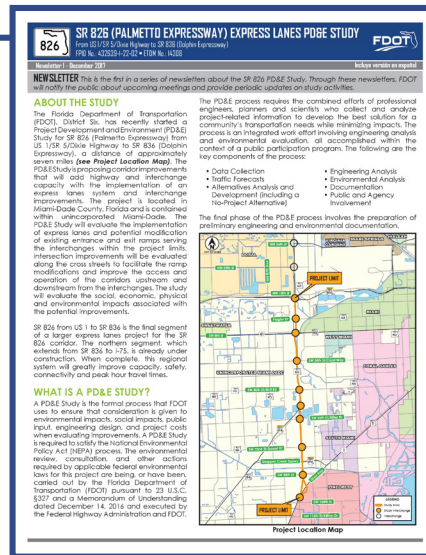 826
SR 826 (PALMETTO EXPRESSWAY) EXPRESS LANES PD&E STUDY
From US 1/SR 5/Dixie Highway to SR 836 (Dolphin Expressway)
FPID No.: 432639-1-22-02 • ETDM No.: 14308
FDOT
Newsletter 1 - December 2017
Incluye versión en español
NEWSLETTER This is the first in a series of newsletters about the SR 826 PD&E Study. Through these newsletters, FDOT
will notify the public about upcoming meetings and provide periodic updates on study activities.
ABOUT THE STUDY
The Florida Department of Transportation
(FDOT), District Six, has recently started a
Project Development and Environment (PD&E)
Study for SR 826 (Palmetto Expressway) from
US 1/SR 5/Dixie Highway to SR 836 (Dolphin
Expressway), a distance of approximately
seven miles (see Project Location Map). The
PD&E Study is proposing corridor improvements
that will add highway and interchange
capacity with the implementation of an
express lanes system and interchange
improvements. The project is located in
Miami-Dade County, Florida and is contained
within unincorporated Miami-Dade. The
PD&E Study will evaluate the implementation
of express lanes and potential modification
of existing entrance and exit ramps serving
the interchanges within the project limits.
Intersection improvements will be evaluated
along the cross streets to facilitate the ramp
modifications and improve the access and
operation of the corridors upstream and
downstream from the interchanges. The study
will evaluate the social, economic, physical
and environmental impacts associated with
the potential improvements.
SR 826 from US 1 to SR 836 is the final segment
of a larger express lanes project for the SR
826 corridor. The northern segment, which
extends from SR 836 to I-75, is already under
construction. When complete, this regional
system will greatly improve capacity, safety,
connectivity and peak hour travel times.
WHAT IS A PD&E STUDY?
A PD&E Study is the formal process that FDOT
uses to ensure that consideration is given to
environmental impacts, social impacts, public
input, engineering design, and project costs
when evaluating improvements. A PD&E Study
is required to satisfy the National Environmental
Policy Act (NEPA) process. The environmental
review, consultation, and other actions
required by applicable federal environmental
laws for this project are being, or have been,
carried out by the Florida Department of
Transportation (FDOT) pursuant to 23 U.S.C.
§327 and a Memorandum of Understanding
dated December 14, 2016 and executed by
the Federal Highway Administration and FDOT.
The PD&E process requires the combined efforts of professional
engineers, planners and scientists who collect and analyze
project-related information to develop the best solution for a
community's transportation needs while minimizing impacts. The
process is an integrated work effort involving engineering analysis
and environmental evaluation, all accomplished within the
context of a public participation program. The following are the
key components of the process:
• Data Collection
• Traffic Forecasts
• Alternatives Analysis and
Development (including a
No-Project Alternative)
• Engineering Analysis
• Environmental Analysis
• Documentation
• Public and Agency
Involvement
The final phase of the PD&E process involves the preparation of
preliminary engineering and environmental documentation.
DORAL
PROJECT LIMIT
MIAMI
SWEETWATER
WEST MIAMI
CORAL GABLES
UNINCORPORATED MIAMI-DADE
SOUTH MIAMI
PINECREST
PROJECT LIMIT
LEGEND
Project Location Map